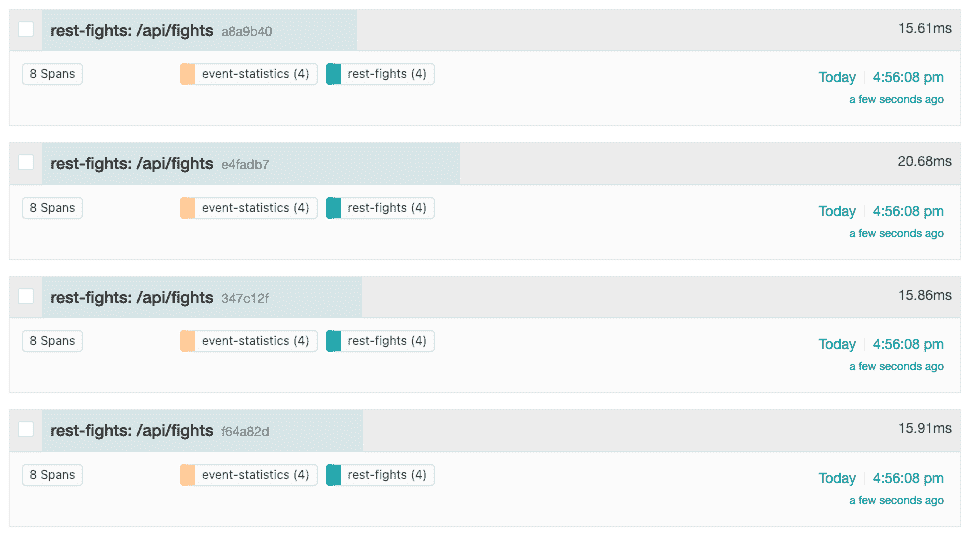 rest-fights: /api/fights a8a9b40 15.61ms
8 Spans event-statistics (4) rest-fights (4) Today 4:56:08 pm
a few seconds ago
rest-fights: /api/fights e4fadb7 20.68ms
8 Spans event-statistics (4) rest-fights (4) Today 4:56:08 pm
a few seconds ago
rest-fights: /api/fights 347c12f 15.86ms
8 Spans event-statistics (4) rest-fights (4) Today 4:56:08 pm
a few seconds ago
rest-fights: /api/fights f64a82d 15.91ms
8 Spans event-statistics (4) rest-fights (4) Today 4:56:08 pm
a few seconds ago